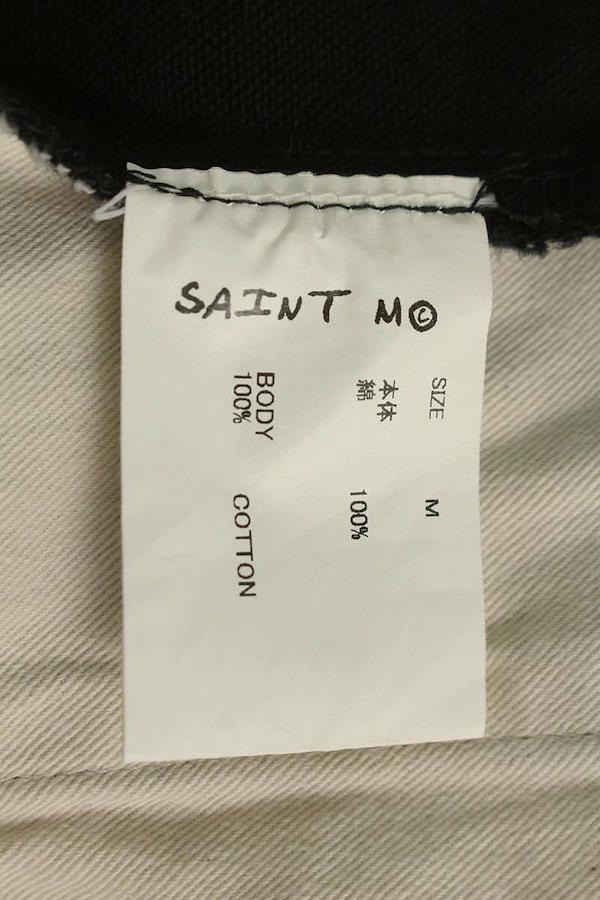 SAINT M©
SIZE M
本体
綿 100%
BODY
100% COTTON